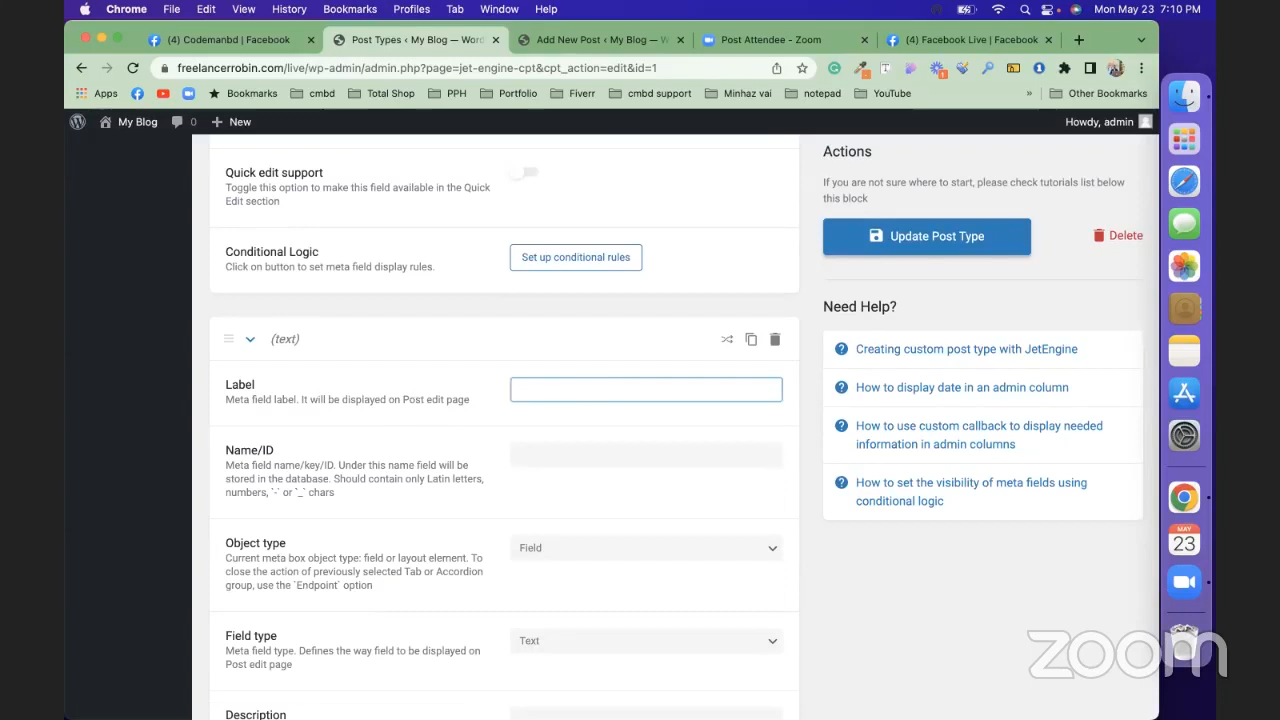 Chrome File Edit View History Bookmarks Profiles Tab Window Help Mon May 23 7:10 PM
(4) Codemanbd | Facebook Post Types ‹ My Blog — Word Add New Post ‹ My Blog — W Post Attendee - Zoom (4) Facebook Live | Facebook
freelancerrobin.com/live/wp-admin/admin.php?page=jet-engine-cpt&cpt_action=edit&id=1
Apps Bookmarks cmbd Total Shop PPH Portfolio Fiverr cmbd support Minhaz vai notepad YouTube » Other Bookmarks
My Blog 0 New Howdy, admin
Quick edit support
Toggle this option to make this field available in the Quick
Edit section
Conditional Logic
Click on button to set meta field display rules.
Set up conditional rules
(text)
Label
Meta field label. It will be displayed on Post edit page
Name/ID
Meta field name/key/ID. Under this name field will be
stored in the database. Should contain only Latin letters,
numbers, `-` or `_` chars
Object type
Current meta box object type: field or layout element. To
close the action of previously selected Tab or Accordion
group, use the `Endpoint` option
Field
Field type
Meta field type. Defines the way field to be displayed on
Post edit page
Text
Description
Actions
If you are not sure where to start, please check tutorials list below
this block
Update Post Type
Delete
Need Help?
Creating custom post type with JetEngine
How to display date in an admin column
How to use custom callback to display needed
information in admin columns
How to set the visibility of meta fields using
conditional logic
MAY
23
zoom